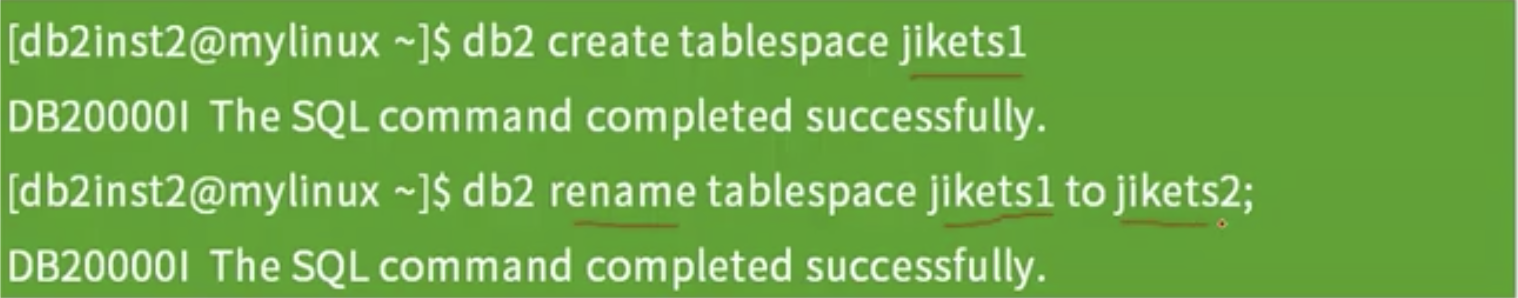 [db2inst2@mylinux ~]$ db2 create tablespace jikets1
DB20000I  The SQL command completed successfully.
[db2inst2@mylinux ~]$ db2 rename tablespace jikets1 to jikets2;
DB20000I  The SQL command completed successfully.